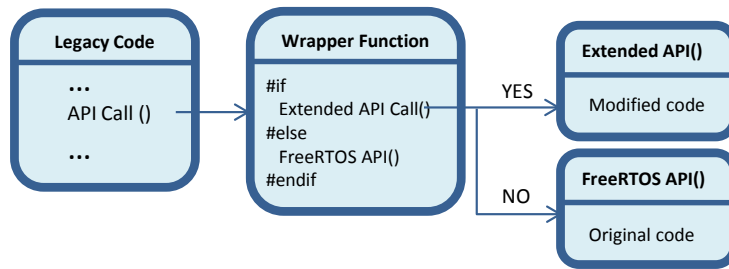 Legacy Code
...
API Call ()
...
Wrapper Function
#if
Extended API Call()
#else
FreeRTOS API()
#endif
YES
NO
Extended API()
Modified code
FreeRTOS API()
Original code